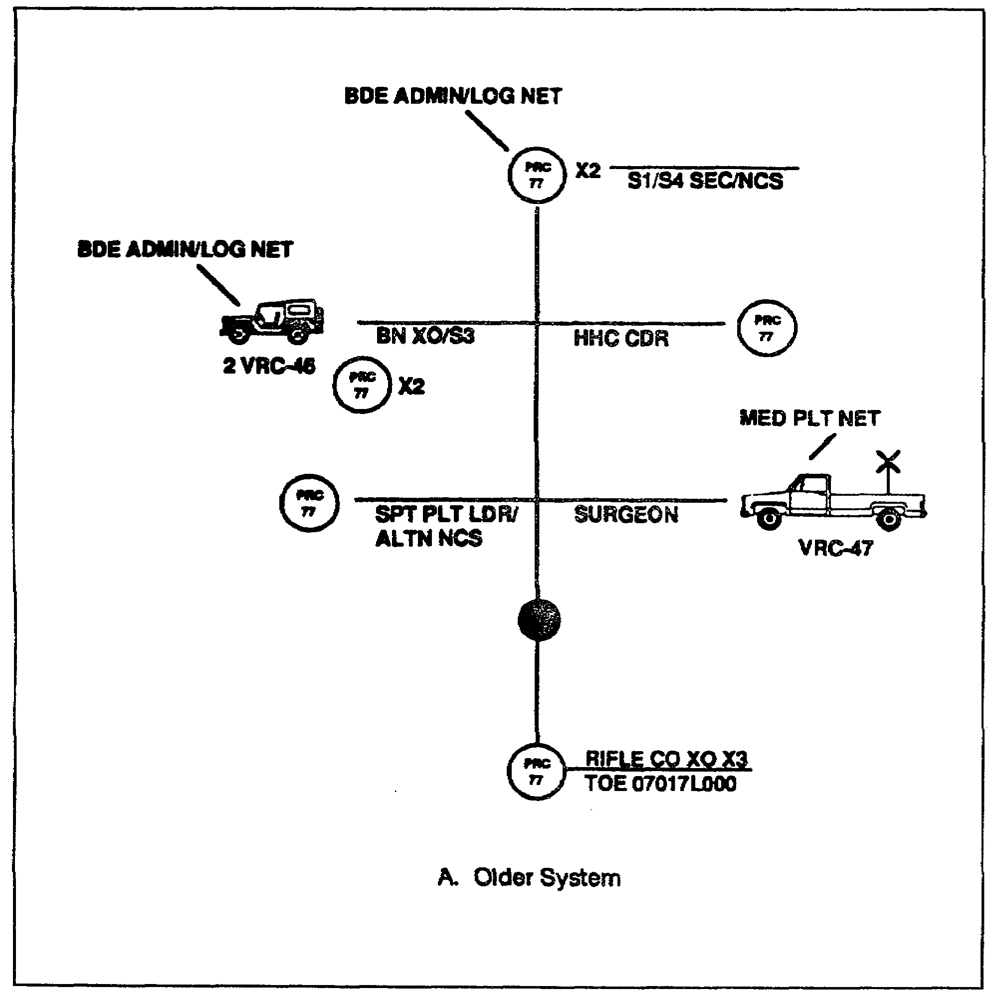 BDE ADMIN/LOG NET
PRC
77
X2
S1/S4 SEC/NCS
BDE ADMIN/LOG NET
BN XO/S3
HHC CDR
PRC
77
2 VRC-46
PRC
77
X2
MED PLT NET
PRC
77
SPT PLT LDR/
ALTN NCS
SURGEON
VRC-47
PRC
77
RIFLE CO XO X3
TOE 07017L000
A. Older System